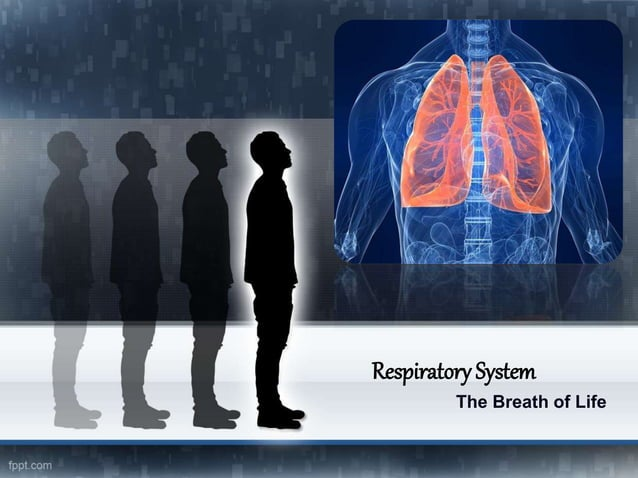 Respiratory System
The Breath of Life
fppt.com